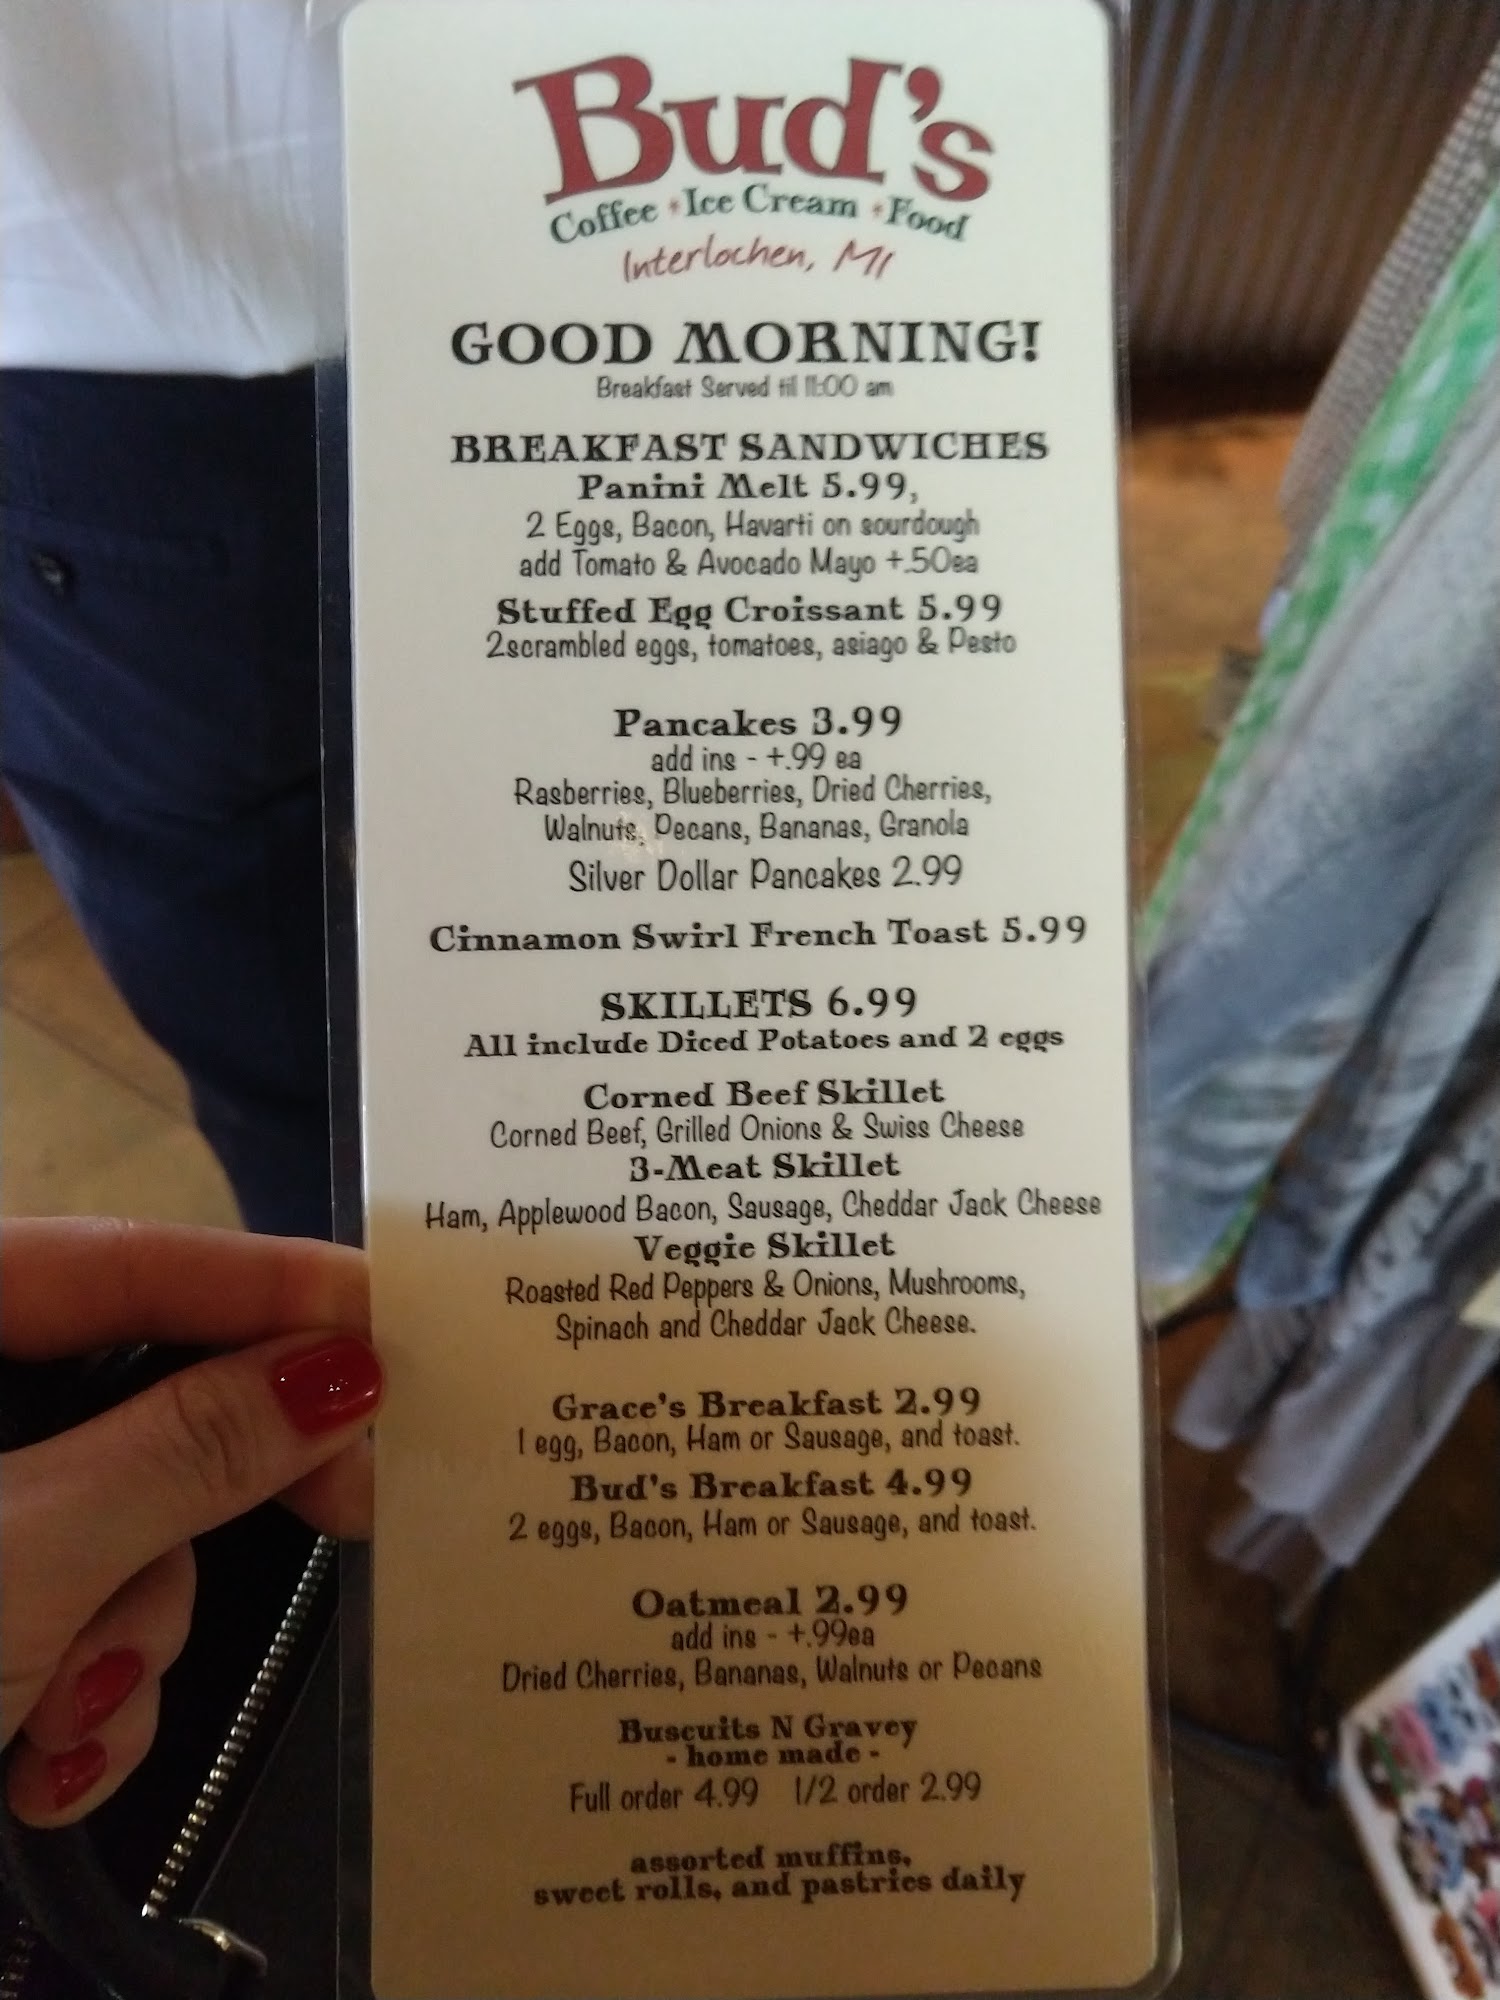 Bud's
Coffee * Ice Cream * Food
Interlochen, MI
GOOD MORNING!
Breakfast Served til 11:00 am
BREAKFAST SANDWICHES
Panini Melt 5.99,
2 Eggs, Bacon, Havarti on sourdough
add Tomato & Avocado Mayo +.50ea
Stuffed Egg Croissant 5.99
2scrambled eggs, tomatoes, asiago & Pesto
Pancakes 3.99
add ins - +.99 ea
Rasberries, Blueberries, Dried Cherries,
Walnuts, Pecans, Bananas, Granola
Silver Dollar Pancakes 2.99
Cinnamon Swirl French Toast 5.99
SKILLETS 6.99
All include Diced Potatoes and 2 eggs
Corned Beef Skillet
Corned Beef, Grilled Onions & Swiss Cheese
3-Meat Skillet
Ham, Applewood Bacon, Sausage, Cheddar Jack Cheese
Veggie Skillet
Roasted Red Peppers & Onions, Mushrooms,
Spinach and Cheddar Jack Cheese.
Grace's Breakfast 2.99
1 egg, Bacon, Ham or Sausage, and toast.
Bud's Breakfast 4.99
2 eggs, Bacon, Ham or Sausage, and toast.
Oatmeal 2.99
add ins - +.99ea
Dried Cherries, Bananas, Walnuts or Pecans
Buscuits N Gravey
- home made -
Full order 4.99 1/2 order 2.99
assorted muffins,
sweet rolls, and pastries daily